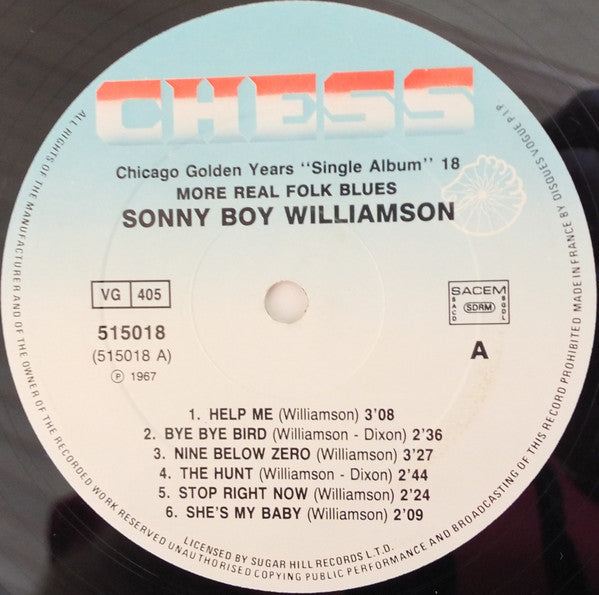 CHESS
Chicago Golden Years "Single Album" 18
MORE REAL FOLK BLUES
SONNY BOY WILLIAMSON
VG 405
515018
(515018 A)
Ⓟ 1967
SACEM
SACD SDRM SGDL
A
1. HELP ME (Williamson) 3'08
2. BYE BYE BIRD (Williamson - Dixon) 2'36
3. NINE BELOW ZERO (Williamson) 3'27
4. THE HUNT (Williamson - Dixon) 2'44
5. STOP RIGHT NOW (Williamson) 2'24
6. SHE'S MY BABY (Williamson) 2'09
LICENSED BY SUGAR HILL RECORDS L.T.D.
ALL RIGHTS OF THE MANUFACTURER AND OF THE OWNER OF THE RECORDED WORK RESERVED UNAUTHORISED COPYING PUBLIC PERFORMANCE AND BROADCASTING OF THIS RECORD PROHIBITED MADE IN FRANCE BY DISQUES VOGUE P.I.P